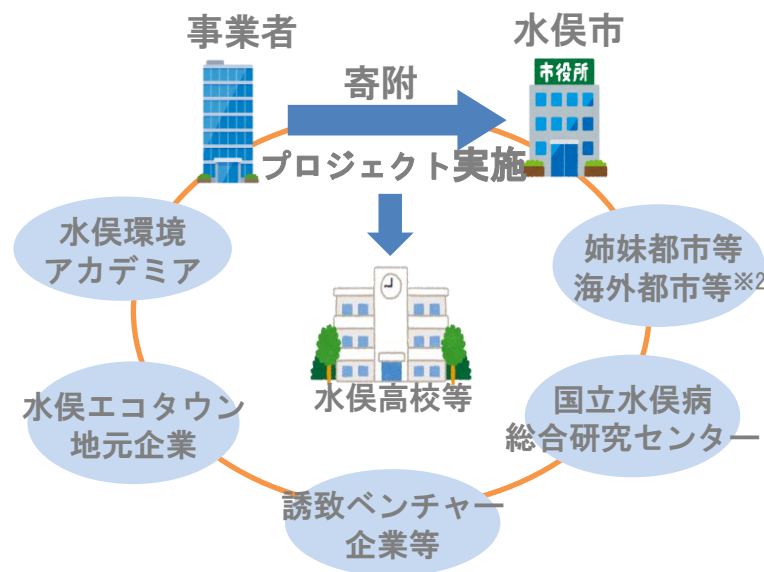 事業者
水俣市
市役所
寄附
プロジェクト実施
水俣環境
アカデミア
姉妹都市等
海外都市等※2
水俣高校等
水俣エコタウン
地元企業
国立水俣病
総合研究センター
誘致ベンチャー
企業等